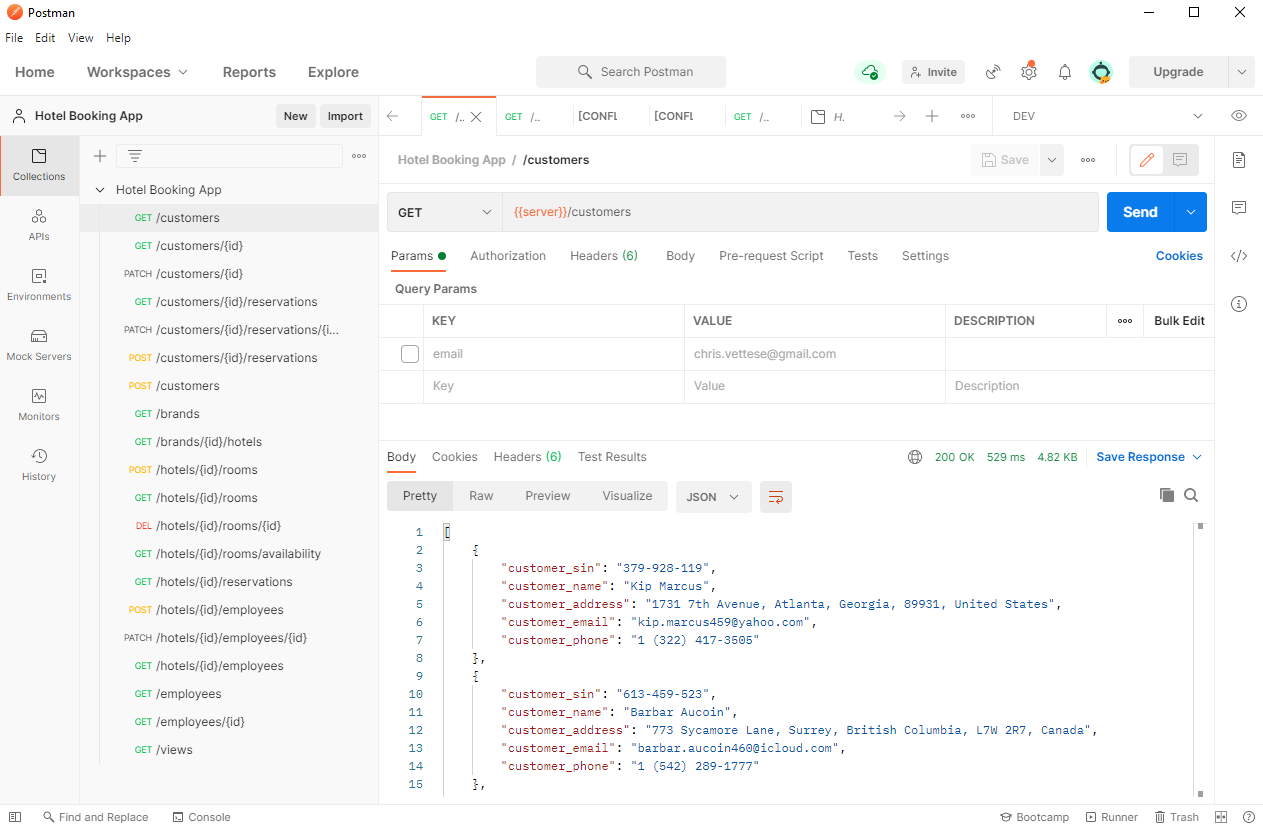 Postman
File Edit View Help
Home Workspaces Reports Explore Search Postman Invite Upgrade
Hotel Booking App New Import GET /.. GET /.. [CONFL [CONFL GET /.. H. DEV
Collections
APIs
Environments
Mock Servers
Monitors
History
Hotel Booking App
GET /customers
GET /customers/{id}
PATCH /customers/{id}
GET /customers/{id}/reservations
PATCH /customers/{id}/reservations/{i...
POST /customers/{id}/reservations
POST /customers
GET /brands
GET /brands/{id}/hotels
POST /hotels/{id}/rooms
GET /hotels/{id}/rooms
DEL /hotels/{id}/rooms/{id}
GET /hotels/{id}/rooms/availability
GET /hotels/{id}/reservations
POST /hotels/{id}/employees
PATCH /hotels/{id}/employees/{id}
GET /hotels/{id}/employees
GET /employees
GET /employees/{id}
GET /views
Hotel Booking App / /customers Save
GET {{server}}/customers Send
Params Authorization Headers (6) Body Pre-request Script Tests Settings Cookies
Query Params
KEY VALUE DESCRIPTION Bulk Edit
email chris.vettese@gmail.com
Key Value Description
Body Cookies Headers (6) Test Results 200 OK 529 ms 4.82 KB Save Response
Pretty Raw Preview Visualize JSON
1 [
2 {
3 "customer_sin": "379-928-119",
4 "customer_name": "Kip Marcus",
5 "customer_address": "1731 7th Avenue, Atlanta, Georgia, 89931, United States",
6 "customer_email": "kip.marcus459@yahoo.com",
7 "customer_phone": "1 (322) 417-3505"
8 },
9 {
10 "customer_sin": "613-459-523",
11 "customer_name": "Barbar Aucoin",
12 "customer_address": "773 Sycamore Lane, Surrey, British Columbia, L7W 2R7, Canada",
13 "customer_email": "barbar.aucoin460@icloud.com",
14 "customer_phone": "1 (542) 289-1777"
15 },
Find and Replace Console Bootcamp Runner Trash